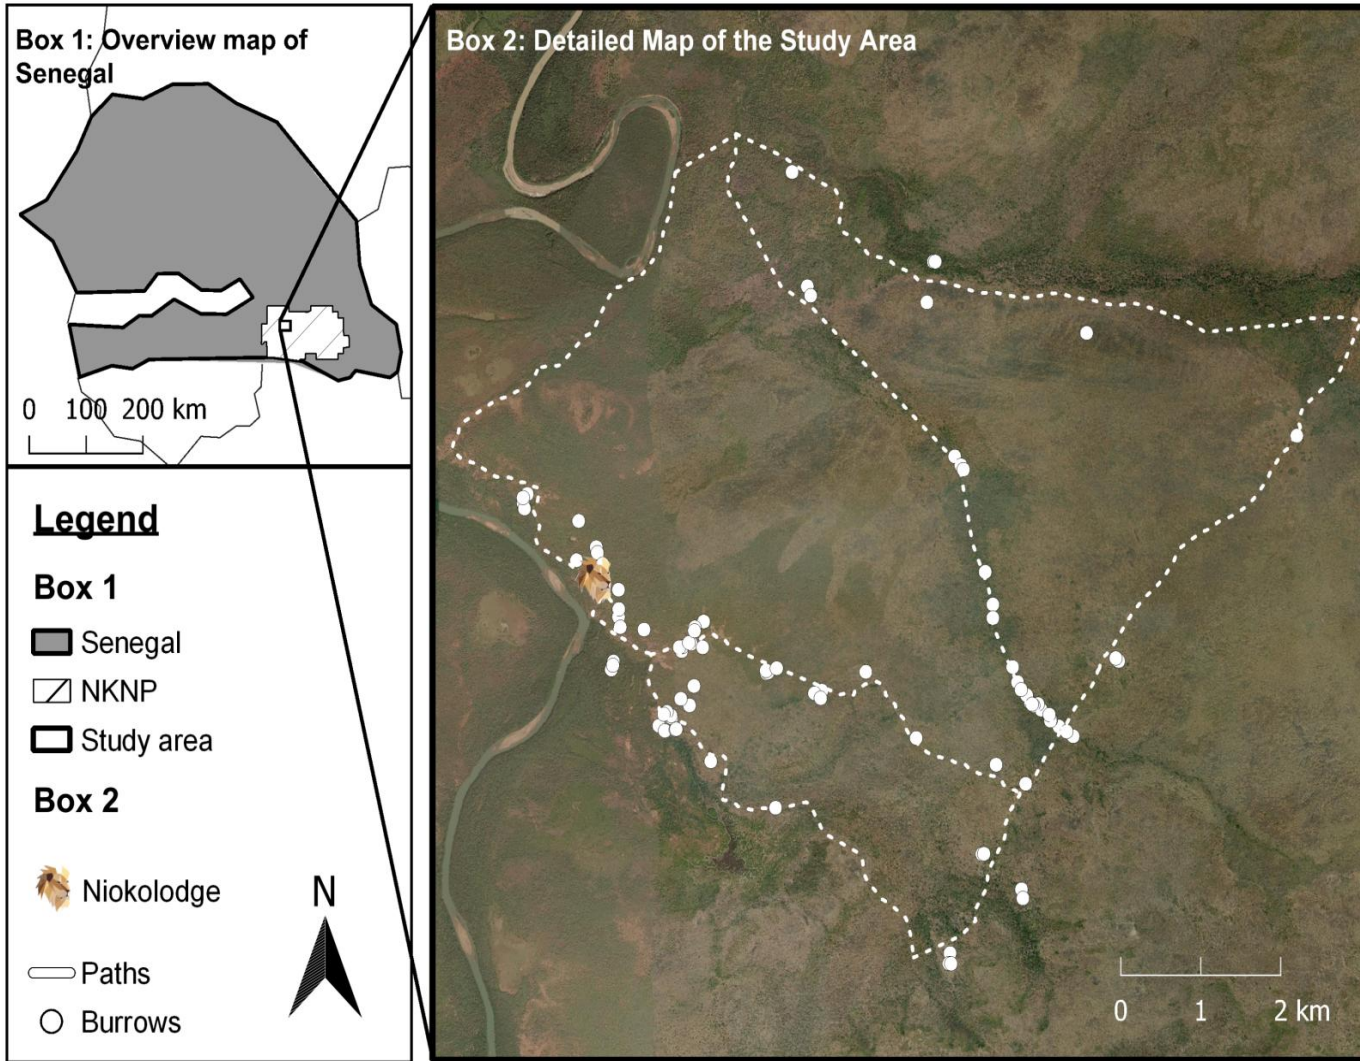 Box 1: Overview map of
Senegal
0 100 200 km
Legend
Box 1
Senegal
NKNP
Study area
Box 2
Niokolodge
N
Paths
Burrows
Box 2: Detailed Map of the Study Area
0 1 2 km